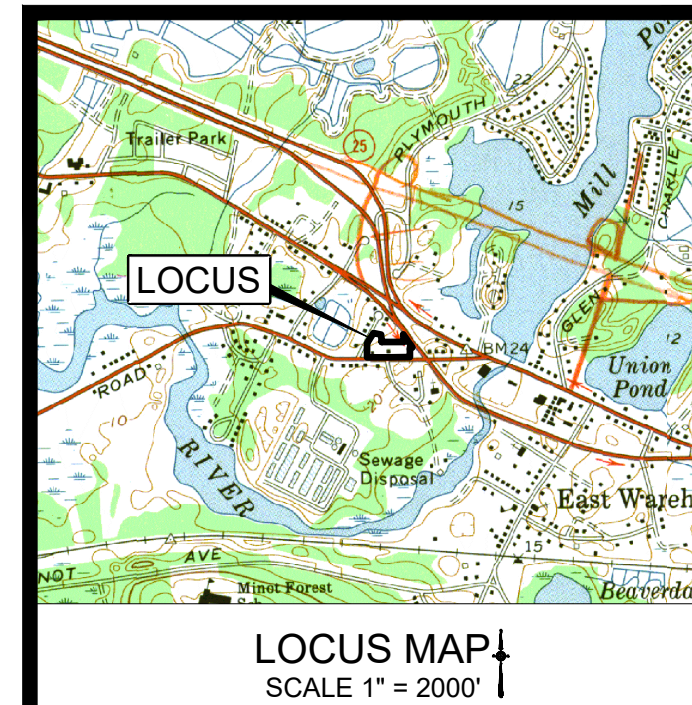 22
Trailer Park
25
PLYMOUTH
22
15
Mill
CHARLIE
LOCUS
GLEN
BM24
12
Union
Pond
ROAD
10
20
RIVER
Sewage
Disposal
East Wareh
15
AVE
NOT
Minot Forest
Beaverda
LOCUS MAP
SCALE 1" = 2000'